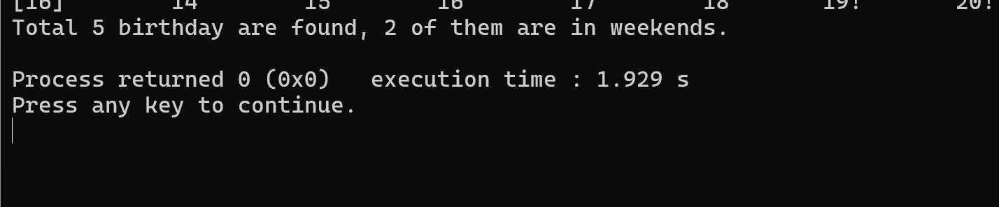 [16] 14 15 16 17 18 19! 20!
Total 5 birthday are found, 2 of them are in weekends.
Process returned 0 (0x0) execution time : 1.929 s
Press any key to continue.